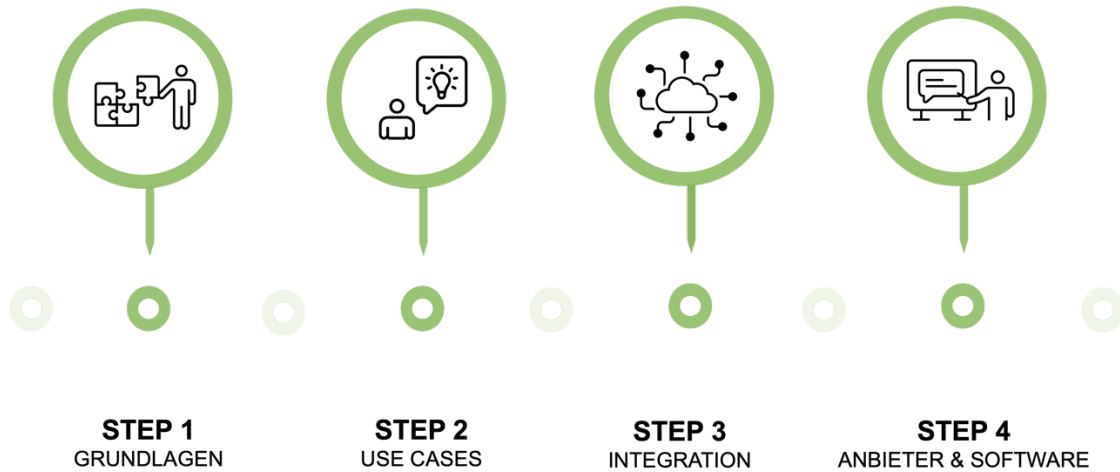 STEP 1
GRUNDLAGEN
STEP 2
USE CASES
STEP 3
INTEGRATION
STEP 4
ANBIETER & SOFTWARE